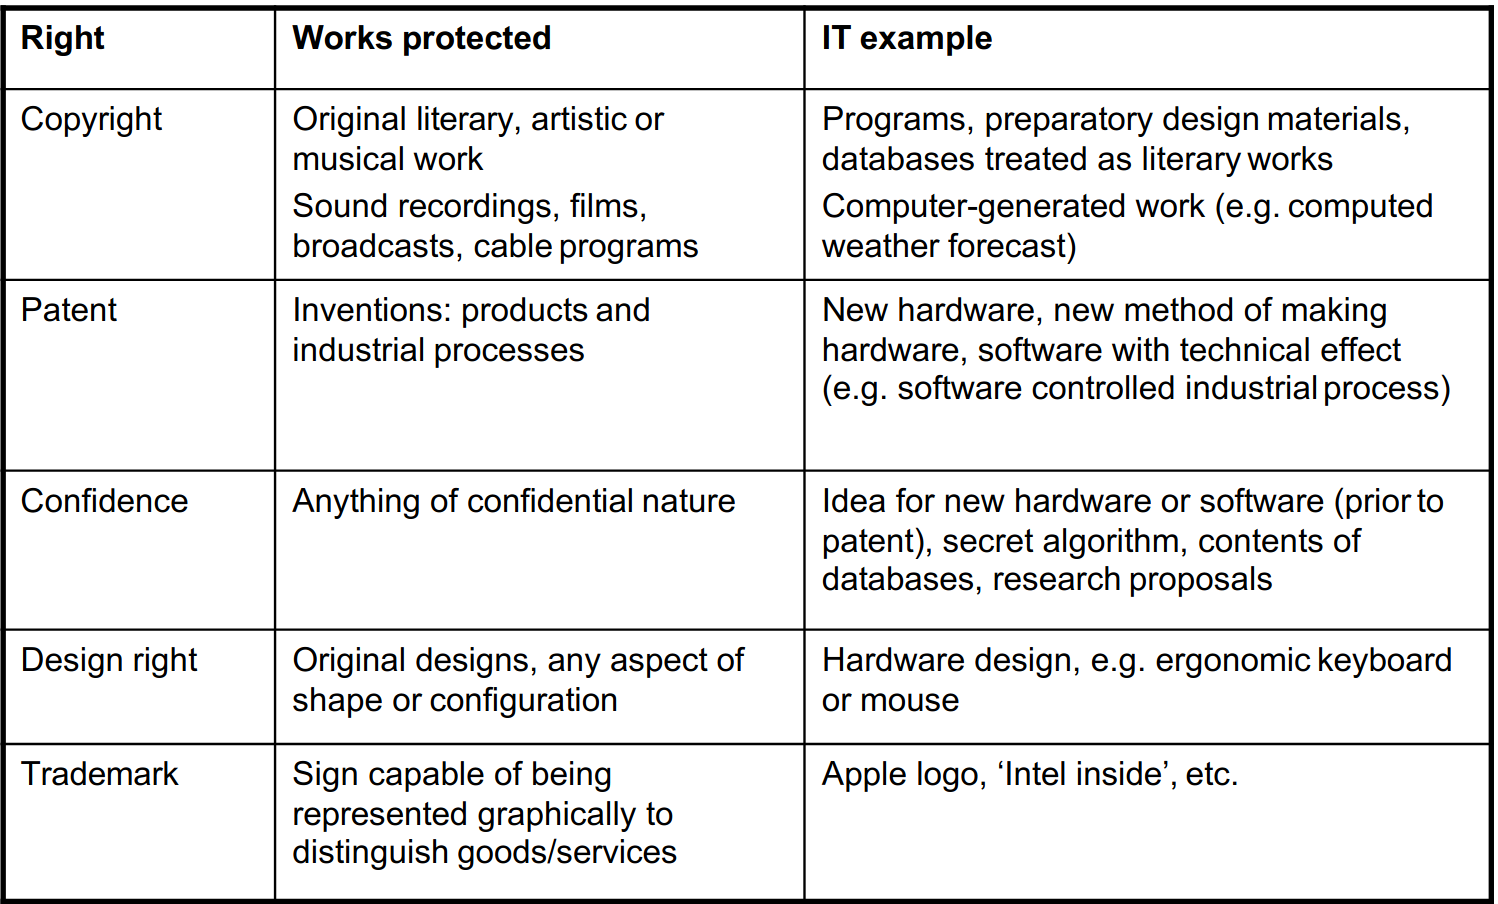 Right
Works protected
IT example
Copyright
Original literary, artistic or
musical work
Sound recordings, films,
broadcasts, cable programs
Programs, preparatory design materials,
databases treated as literary works
Computer-generated work (e.g. computed
weather forecast)
Patent
Inventions: products and
industrial processes
New hardware, new method of making
hardware, software with technical effect
(e.g. software controlled industrial process)
Confidence
Anything of confidential nature
Idea for new hardware or software (prior to
patent), secret algorithm, contents of
databases, research proposals
Design right
Original designs, any aspect of
shape or configuration
Hardware design, e.g. ergonomic keyboard
or mouse
Trademark
Sign capable of being
represented graphically to
distinguish goods/services
Apple logo, ‘Intel inside’, etc.